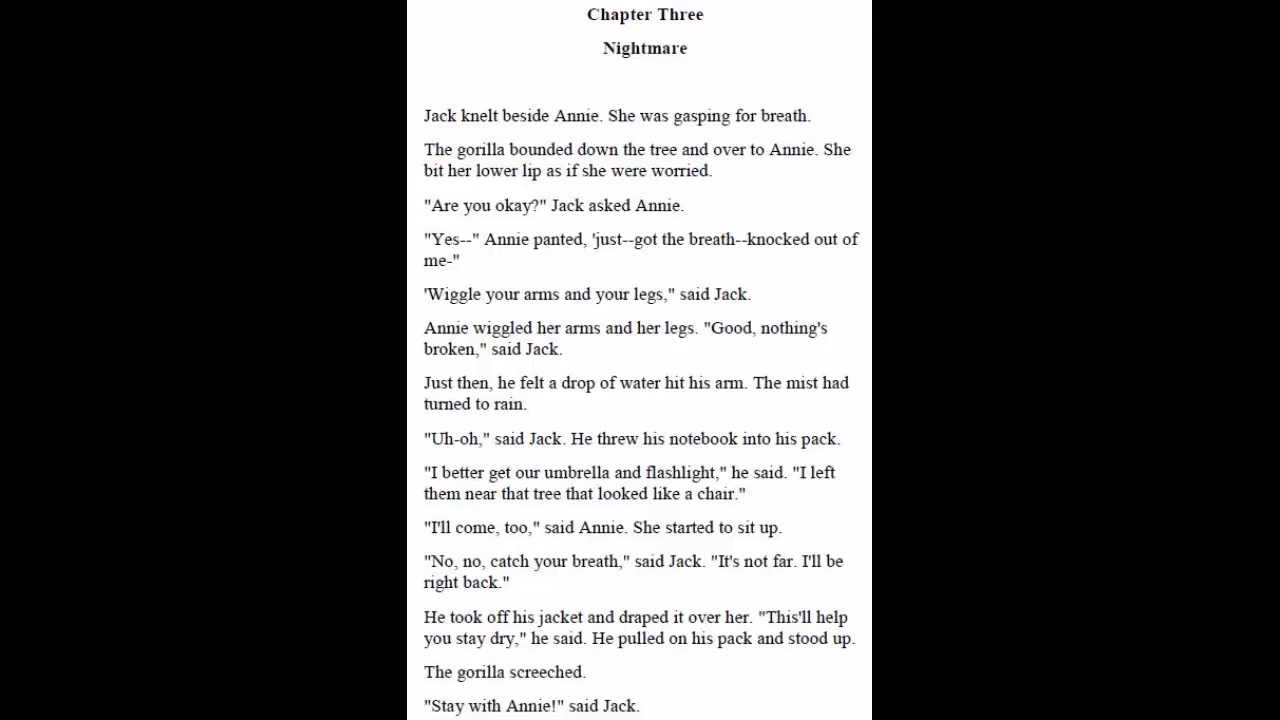 Chapter Three
Nightmare
Jack knelt beside Annie. She was gasping for breath.
The gorilla bounded down the tree and over to Annie. She
bit her lower lip as if she were worried.
"Are you okay?" Jack asked Annie.
"Yes--" Annie panted, 'just--got the breath--knocked out of
me-"
'Wiggle your arms and your legs," said Jack.
Annie wiggled her arms and her legs. "Good, nothing's
broken," said Jack.
Just then, he felt a drop of water hit his arm. The mist had
turned to rain.
"Uh-oh," said Jack. He threw his notebook into his pack.
"I better get our umbrella and flashlight," he said. "I left
them near that tree that looked like a chair."
"I'll come, too," said Annie. She started to sit up.
"No, no, catch your breath," said Jack. "It's not far. I'll be
right back."
He took off his jacket and draped it over her. "This'll help
you stay dry," he said. He pulled on his pack and stood up.
The gorilla screeched.
"Stay with Annie!" said Jack.